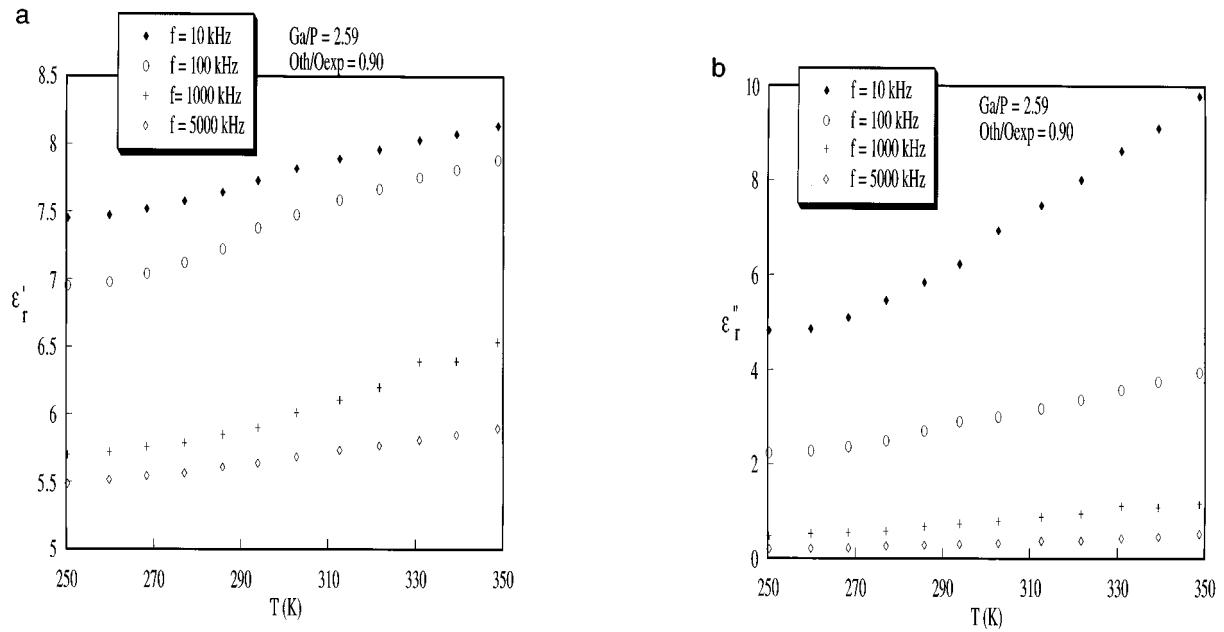 a
f = 10 kHz
f = 100 kHz
f= 1000 kHz
f = 5000 kHz
Ga/P = 2.59
Oth/Oexp = 0.90
8.5
8
7.5
7
6.5
6
5.5
5
ε'r
250
270
290
310
330
350
T (K)
b
f = 10 kHz
f = 100 kHz
f = 1000 kHz
f = 5000 kHz
Ga/P = 2.59
Oth/Oexp = 0.90
10
8
6
4
2
0
ε"r
250
270
290
310
330
350
T (K)